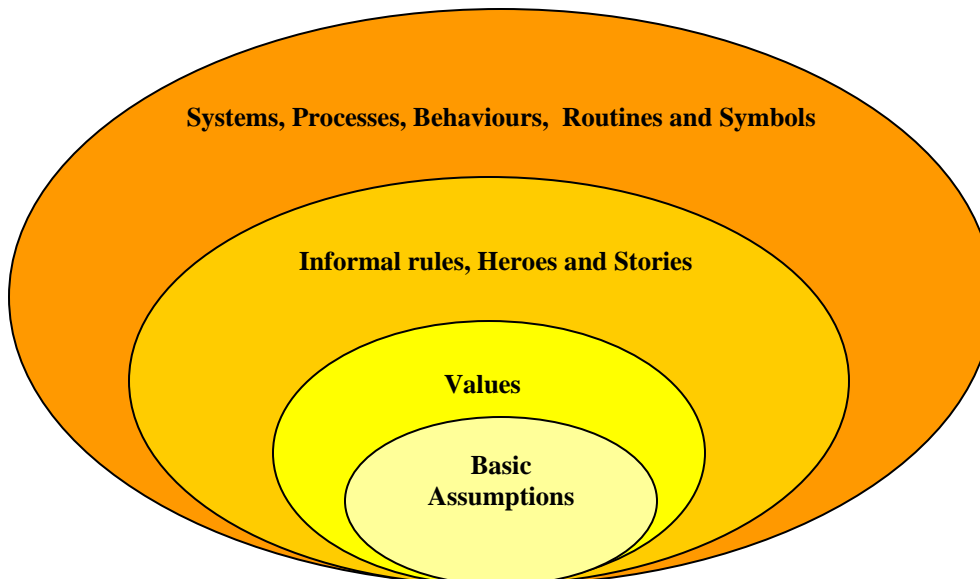 Systems, Processes, Behaviours,  Routines and Symbols
Informal rules, Heroes and Stories
Values
Basic
Assumptions